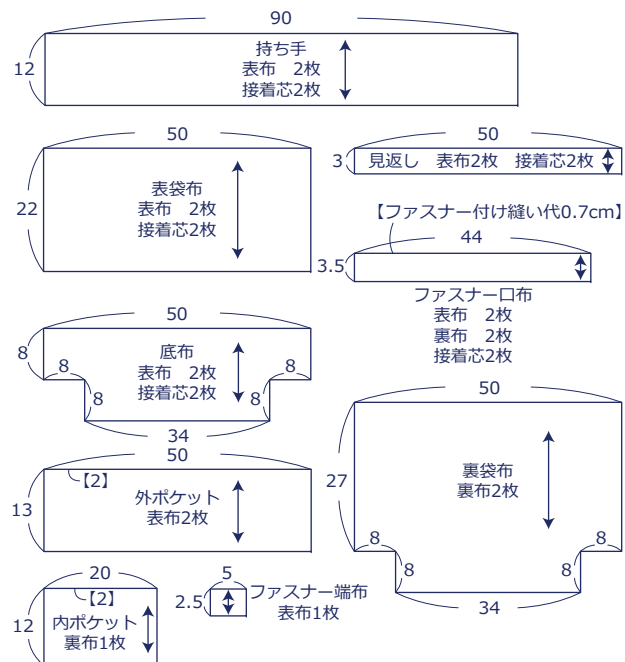 90
12
持ち手
表布 2枚
接着芯2枚
50
22
表袋布
表布 2枚
接着芯2枚
50
3
見返し 表布2枚 接着芯2枚
【ファスナー付け縫い代0.7cm】
44
3.5
ファスナー口布
表布 2枚
裏布 2枚
接着芯2枚
50
8
8
8
底布
表布 2枚
接着芯2枚
8
8
34
50
【2】
13
外ポケット
表布2枚
50
27
裏袋布
裏布2枚
8
8
8
8
34
20
【2】
12
内ポケット
裏布1枚
5
2.5
ファスナー端布
表布1枚